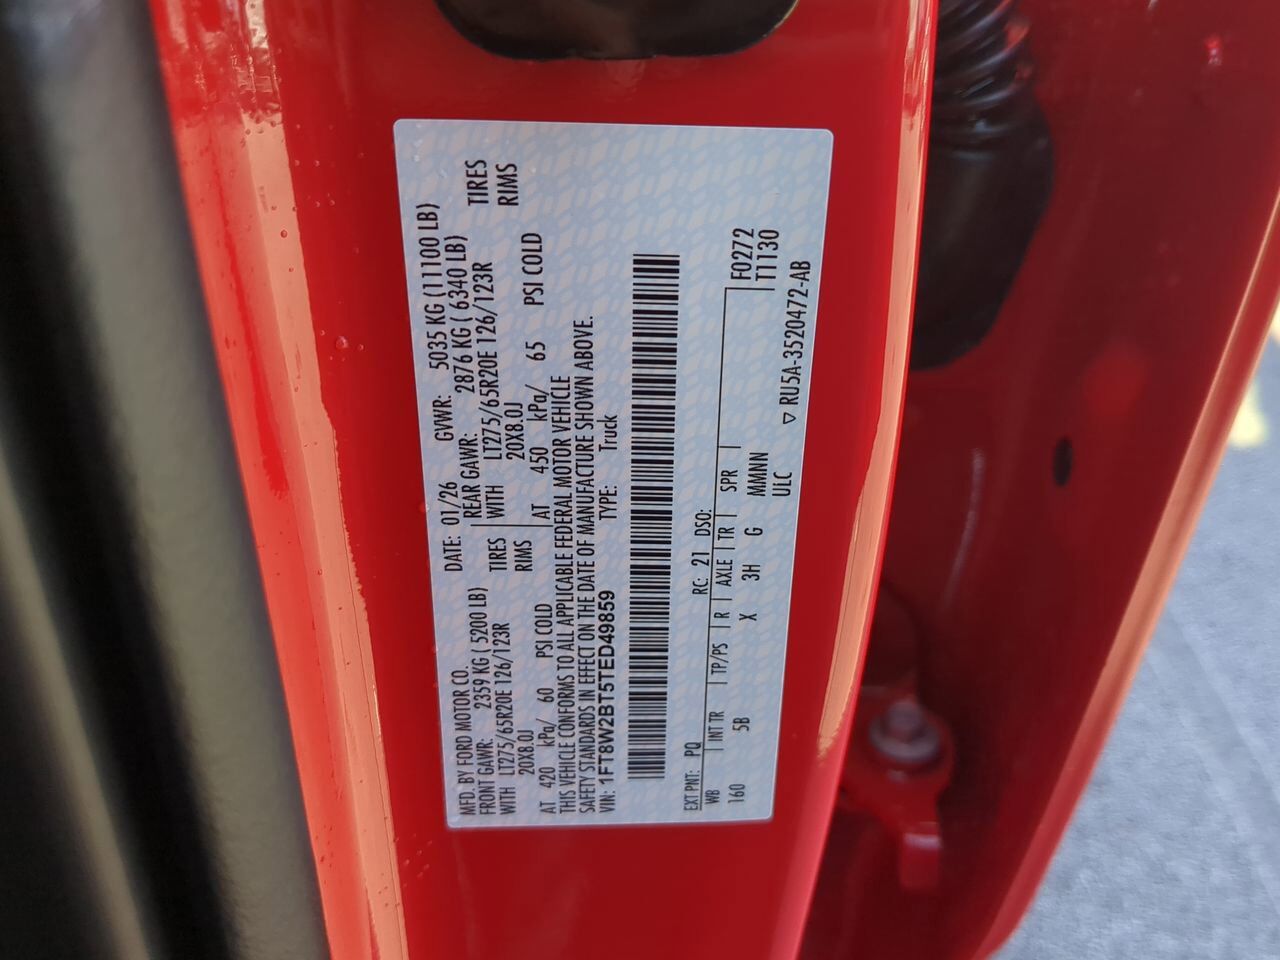 MFD. BY FORD MOTOR CO.
DATE: 01/26 GVWR: 5035 KG (11100 LB)
FRONT GAWR: 2359 KG ( 5200 LB) REAR GAWR: 2876 KG ( 6340 LB)
WITH LT275/65R20E 126/123R TIRES WITH LT275/65R20E 126/123R TIRES
20X8.0J RIMS 20X8.0J RIMS
AT 420 kPa/ 60 PSI COLD AT 450 kPa/ 65 PSI COLD
THIS VEHICLE CONFORMS TO ALL APPLICABLE FEDERAL MOTOR VEHICLE
SAFETY STANDARDS IN EFFECT ON THE DATE OF MANUFACTURE SHOWN ABOVE.
VIN: 1FT8W2BT5TED49859 TYPE: Truck
EXT PNT: PQ RC: 21 DSO:
WB INT TR TP/PS R AXLE TR SPR F0272
160 5B X 3H G MMNN T1130
ULC
▽ RU5A-3520472-AB